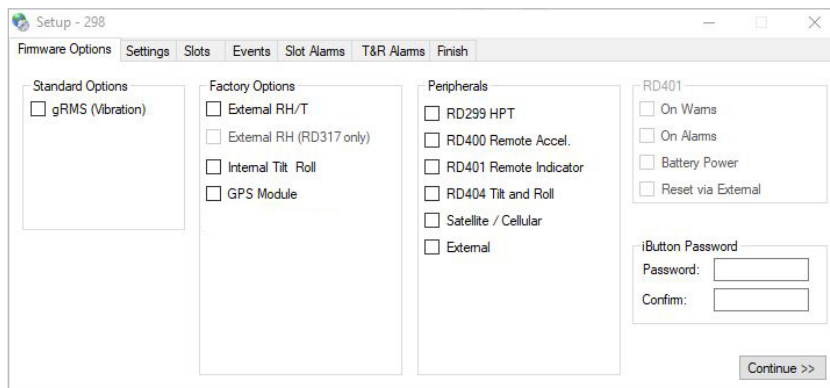 Setup - 298
Firmware Options Settings Slots Events Slot Alarms T&R Alarms Finish
Standard Options
gRMS (Vibration)
Factory Options
External RH/T
External RH (RD317 only)
Internal Tilt Roll
GPS Module
Peripherals
RD299 HPT
RD400 Remote Accel.
RD401 Remote Indicator
RD404 Tilt and Roll
Satellite / Cellular
External
RD401
On Warns
On Alarms
Battery Power
Reset via External
iButton Password
Password:
Confirm:
Continue >>